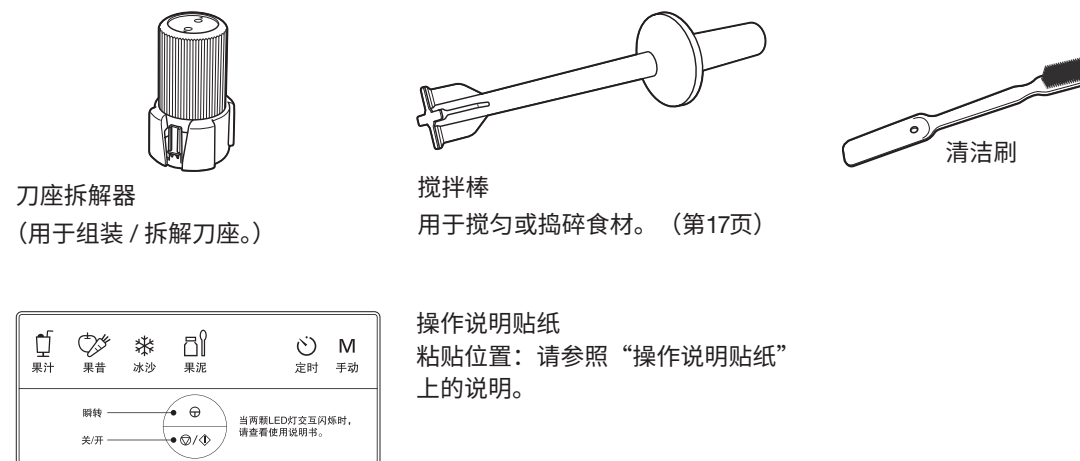 刀座拆解器
（用于组装 / 拆解刀座。）
搅拌棒
用于搅匀或捣碎食材。（第17页）
清洁刷
果汁 果昔 冰沙 果泥 定时 M 手动
瞬转
关/开
当两颗LED灯交互闪烁时，
请查看使用说明书。
操作说明贴纸
粘贴位置：请参照“操作说明贴纸”
上的说明。